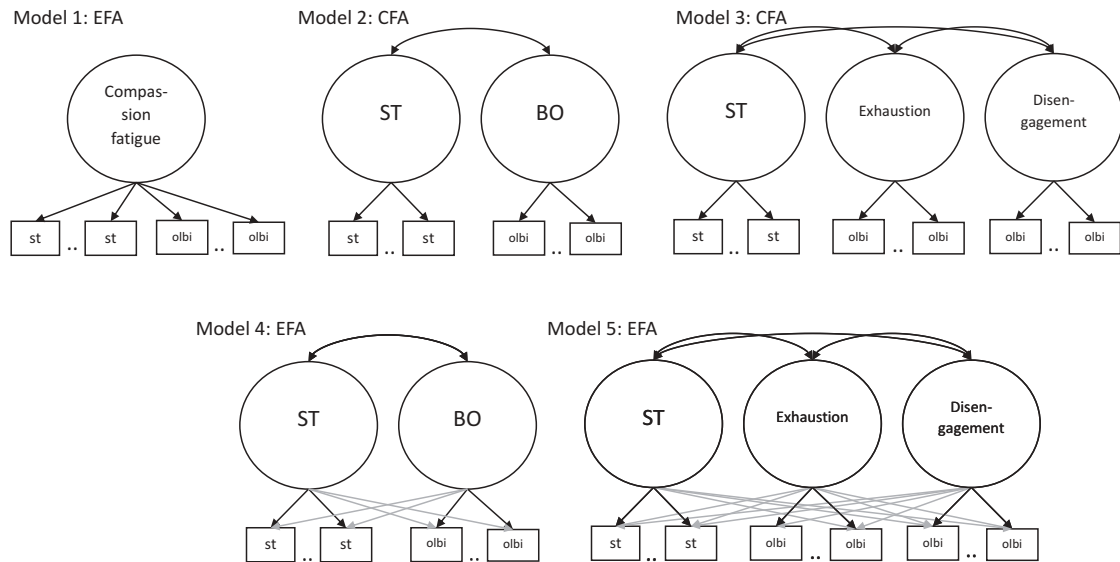 Model 1: EFA
Model 2: CFA
Model 3: CFA
Compas-
sion
fatigue
ST
BO
ST
Exhaustion
Disen-
gagement
st .. st olbi .. olbi
st .. st
olbi .. olbi
st .. st
olbi .. olbi
olbi .. olbi
Model 4: EFA
Model 5: EFA
ST
BO
ST
Exhaustion
Disen-
gagement
st .. st
olbi .. olbi
st .. st
olbi .. olbi
olbi .. olbi